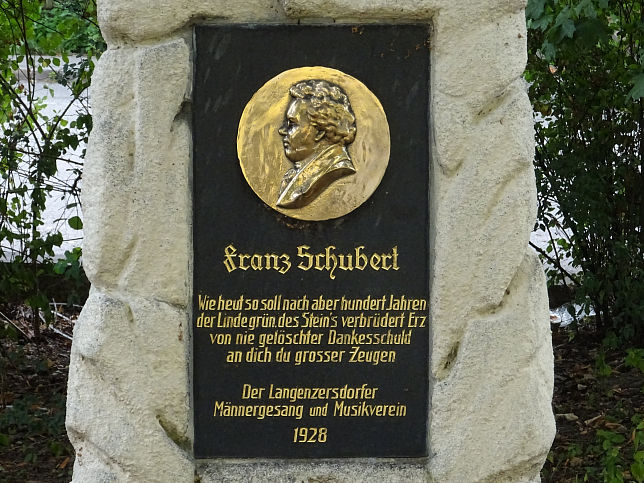 Franz Schubert
Wie heut so soll nach aber hundert Jahren
der Linde grün, des Stein's verbrüdert Erz
von nie gelöschter Dankesschuld
an dich du grosser Zeugen
Der Langenzersdorfer
Männergesang und Musikverein
1928